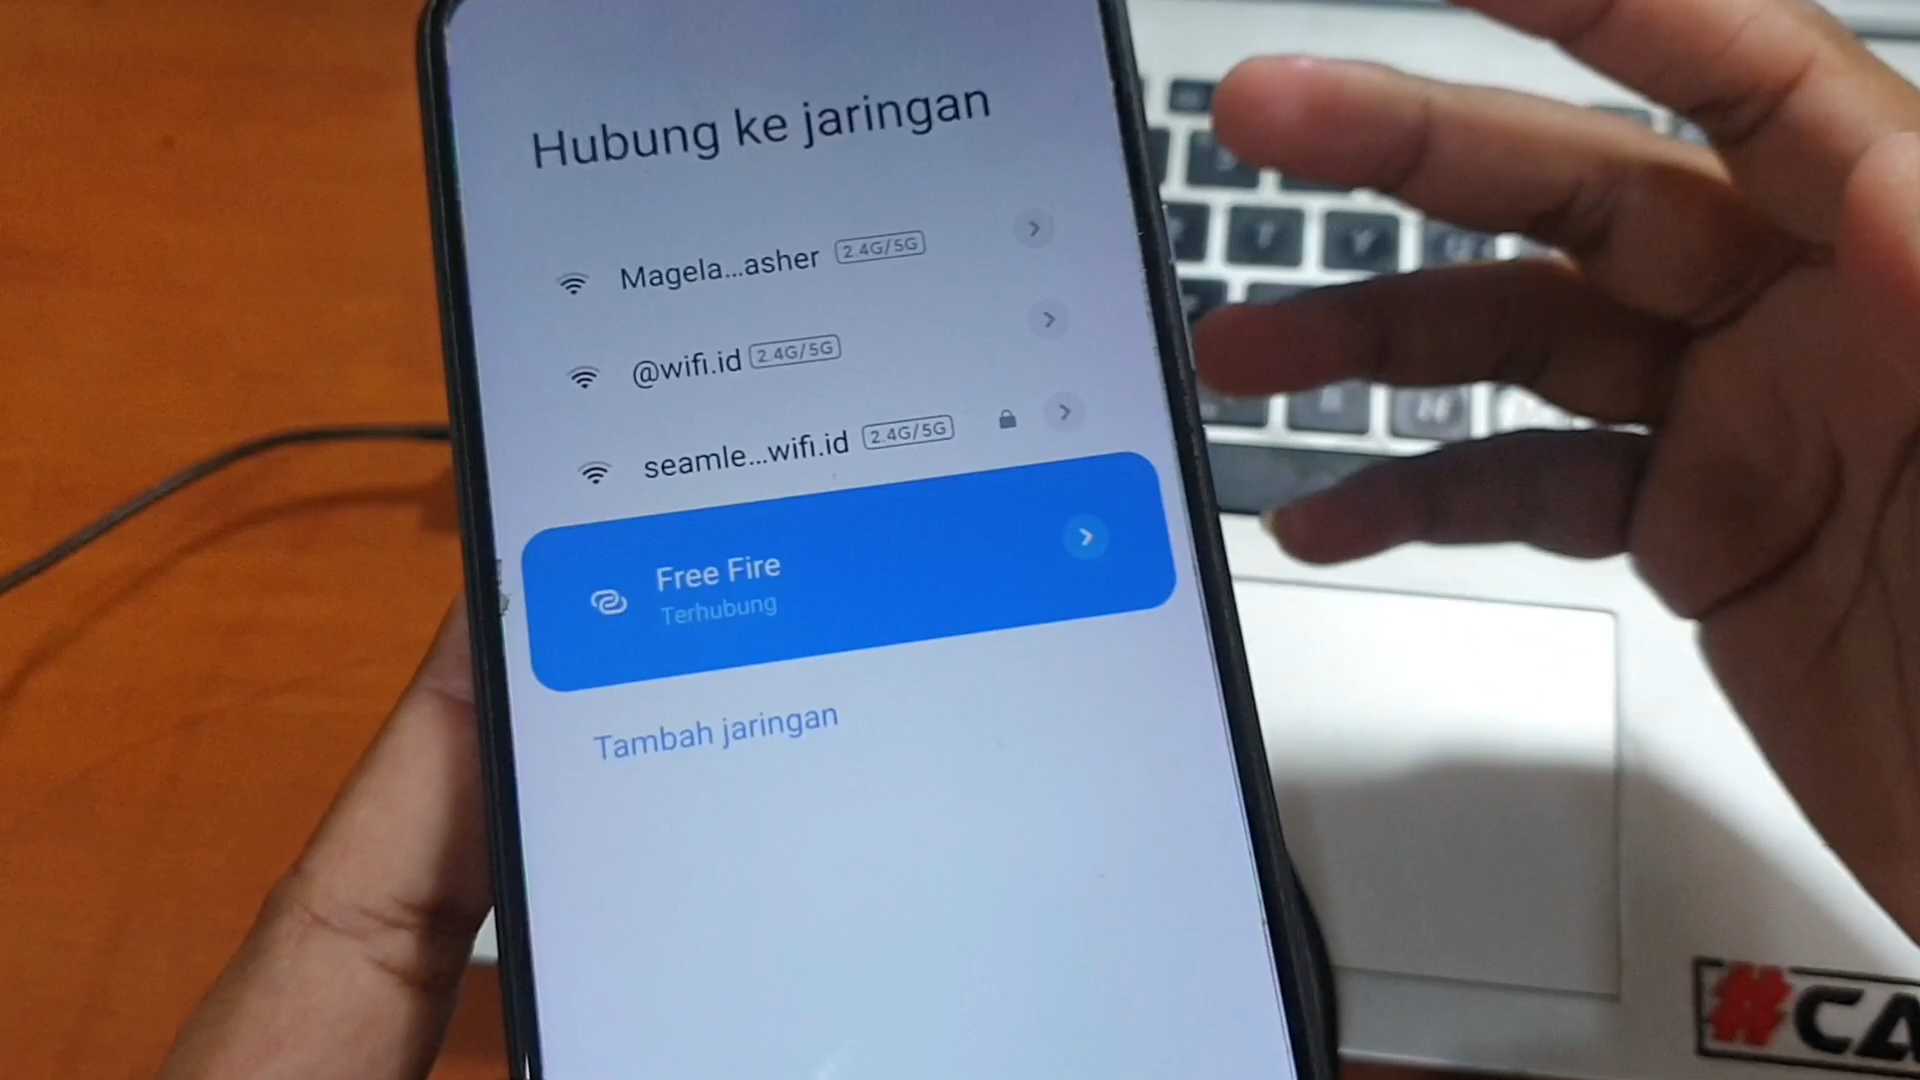 Hubung ke jaringan
Magela...asher 2.4G/5G
@wifi.id 2.4G/5G
seamle...wifi.id 2.4G/5G
Free Fire
Terhubung
Tambah jaringan
#CA